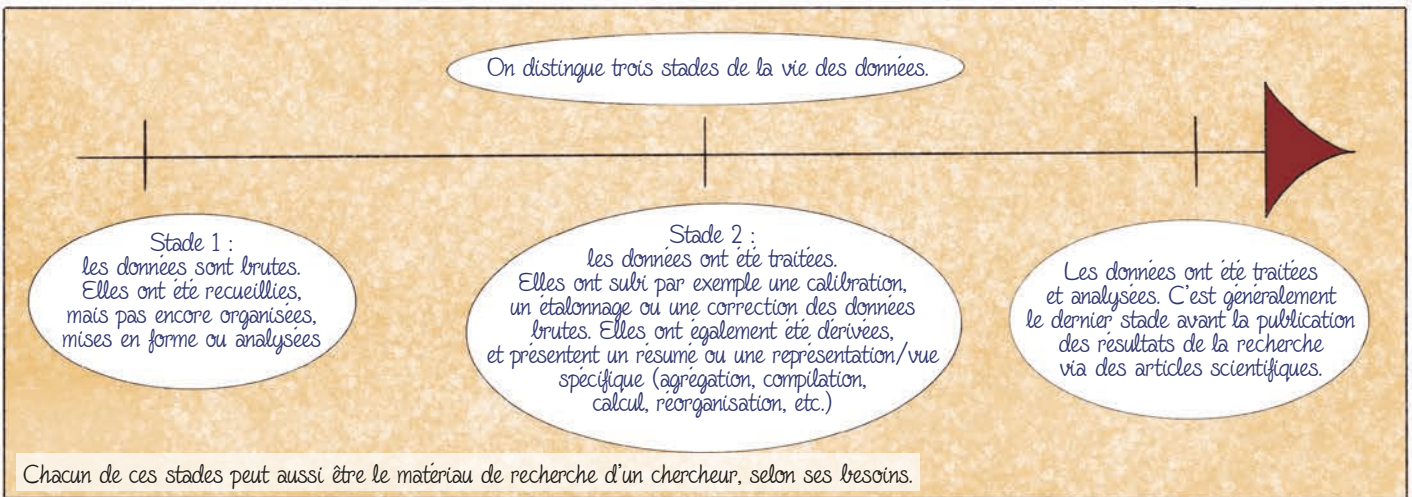 On distingue trois stades de la vie des données.
Stade 1 :
les données sont brutes.
Elles ont été recueillies,
mais pas encore organisées,
mises en forme ou analysées
Stade 2 :
les données ont été traitées.
Elles ont subi par exemple une calibration,
un étalonnage ou une correction des données
brutes. Elles ont également été dérivées,
et présentent un résumé ou une représentation/vue
spécifique (agrégation, compilation,
calcul, réorganisation, etc.)
Les données ont été traitées
et analysées. C'est généralement
le dernier stade avant la publication
des résultats de la recherche
via des articles scientifiques.
Chacun de ces stades peut aussi être le matériau de recherche d'un chercheur, selon ses besoins.